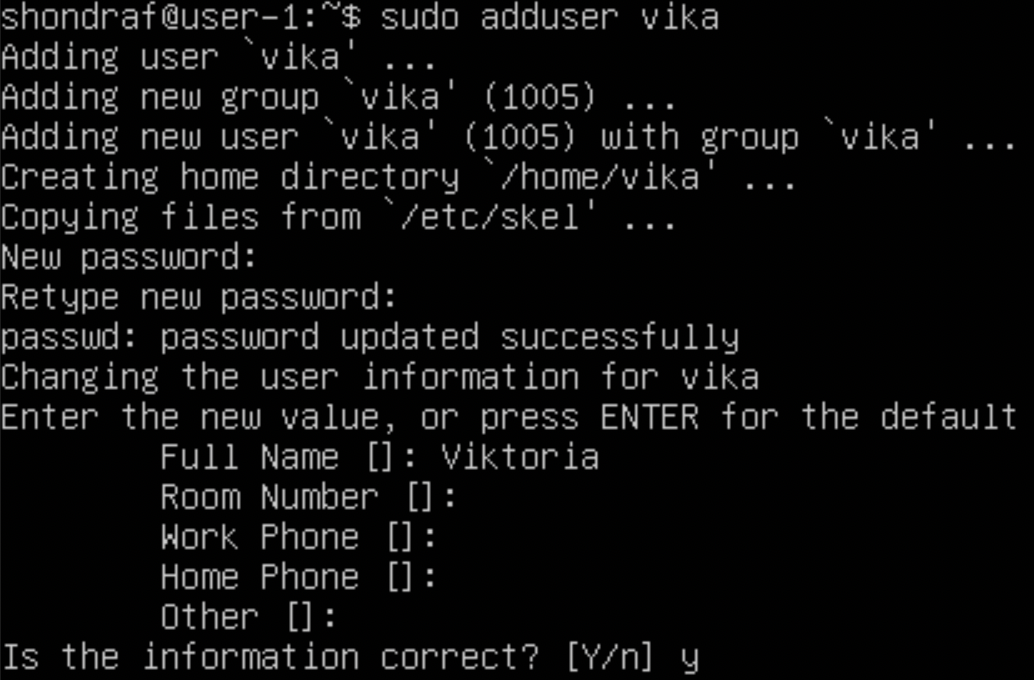 shondraf@user-1:~$ sudo adduser vika
Adding user `vika' ...
Adding new group `vika' (1005) ...
Adding new user `vika' (1005) with group `vika' ...
Creating home directory `/home/vika' ...
Copying files from `/etc/skel' ...
New password:
Retype new password:
passwd: password updated successfully
Changing the user information for vika
Enter the new value, or press ENTER for the default
        Full Name []: Viktoria
        Room Number []:
        Work Phone []:
        Home Phone []:
        Other []:
Is the information correct? [Y/n] y